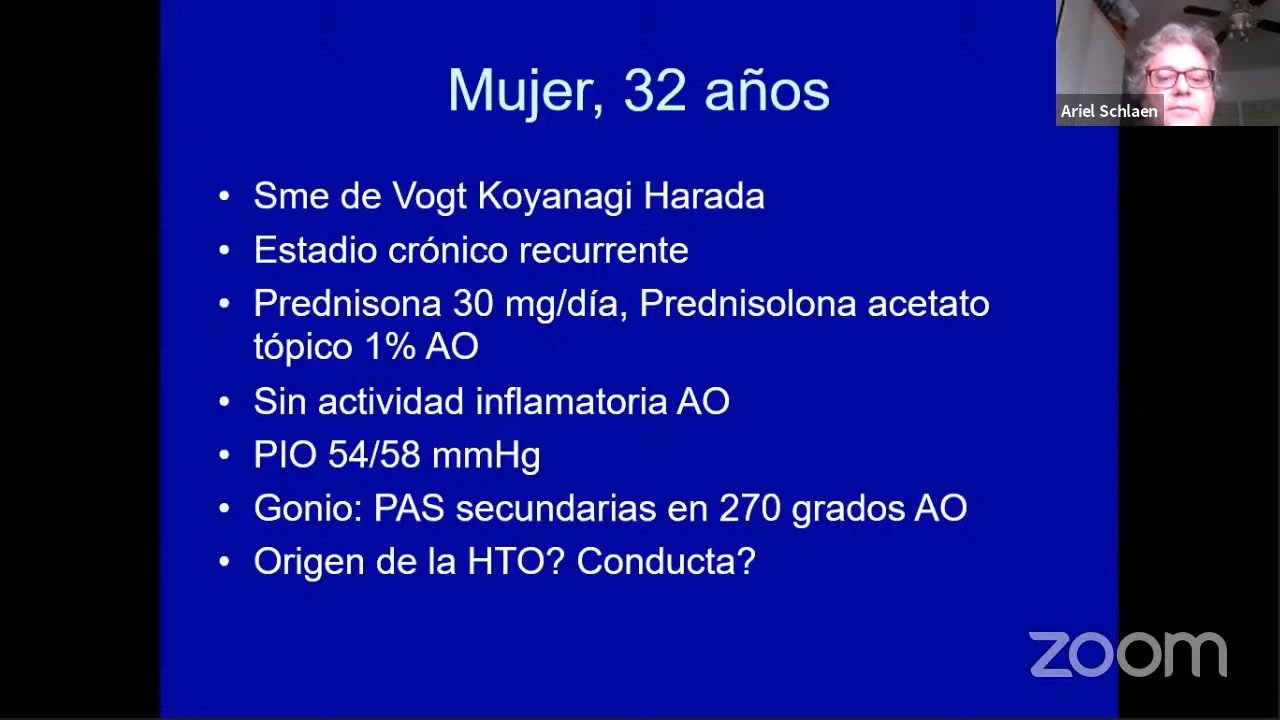 Mujer, 32 años
Ariel Schlaen
• Sme de Vogt Koyanagi Harada
• Estadio crónico recurrente
• Prednisona 30 mg/día, Prednisolona acetato
tópico 1% AO
• Sin actividad inflamatoria AO
• PIO 54/58 mmHg
• Gonio: PAS secundarias en 270 grados AO
• Origen de la HTO? Conducta?
zoom